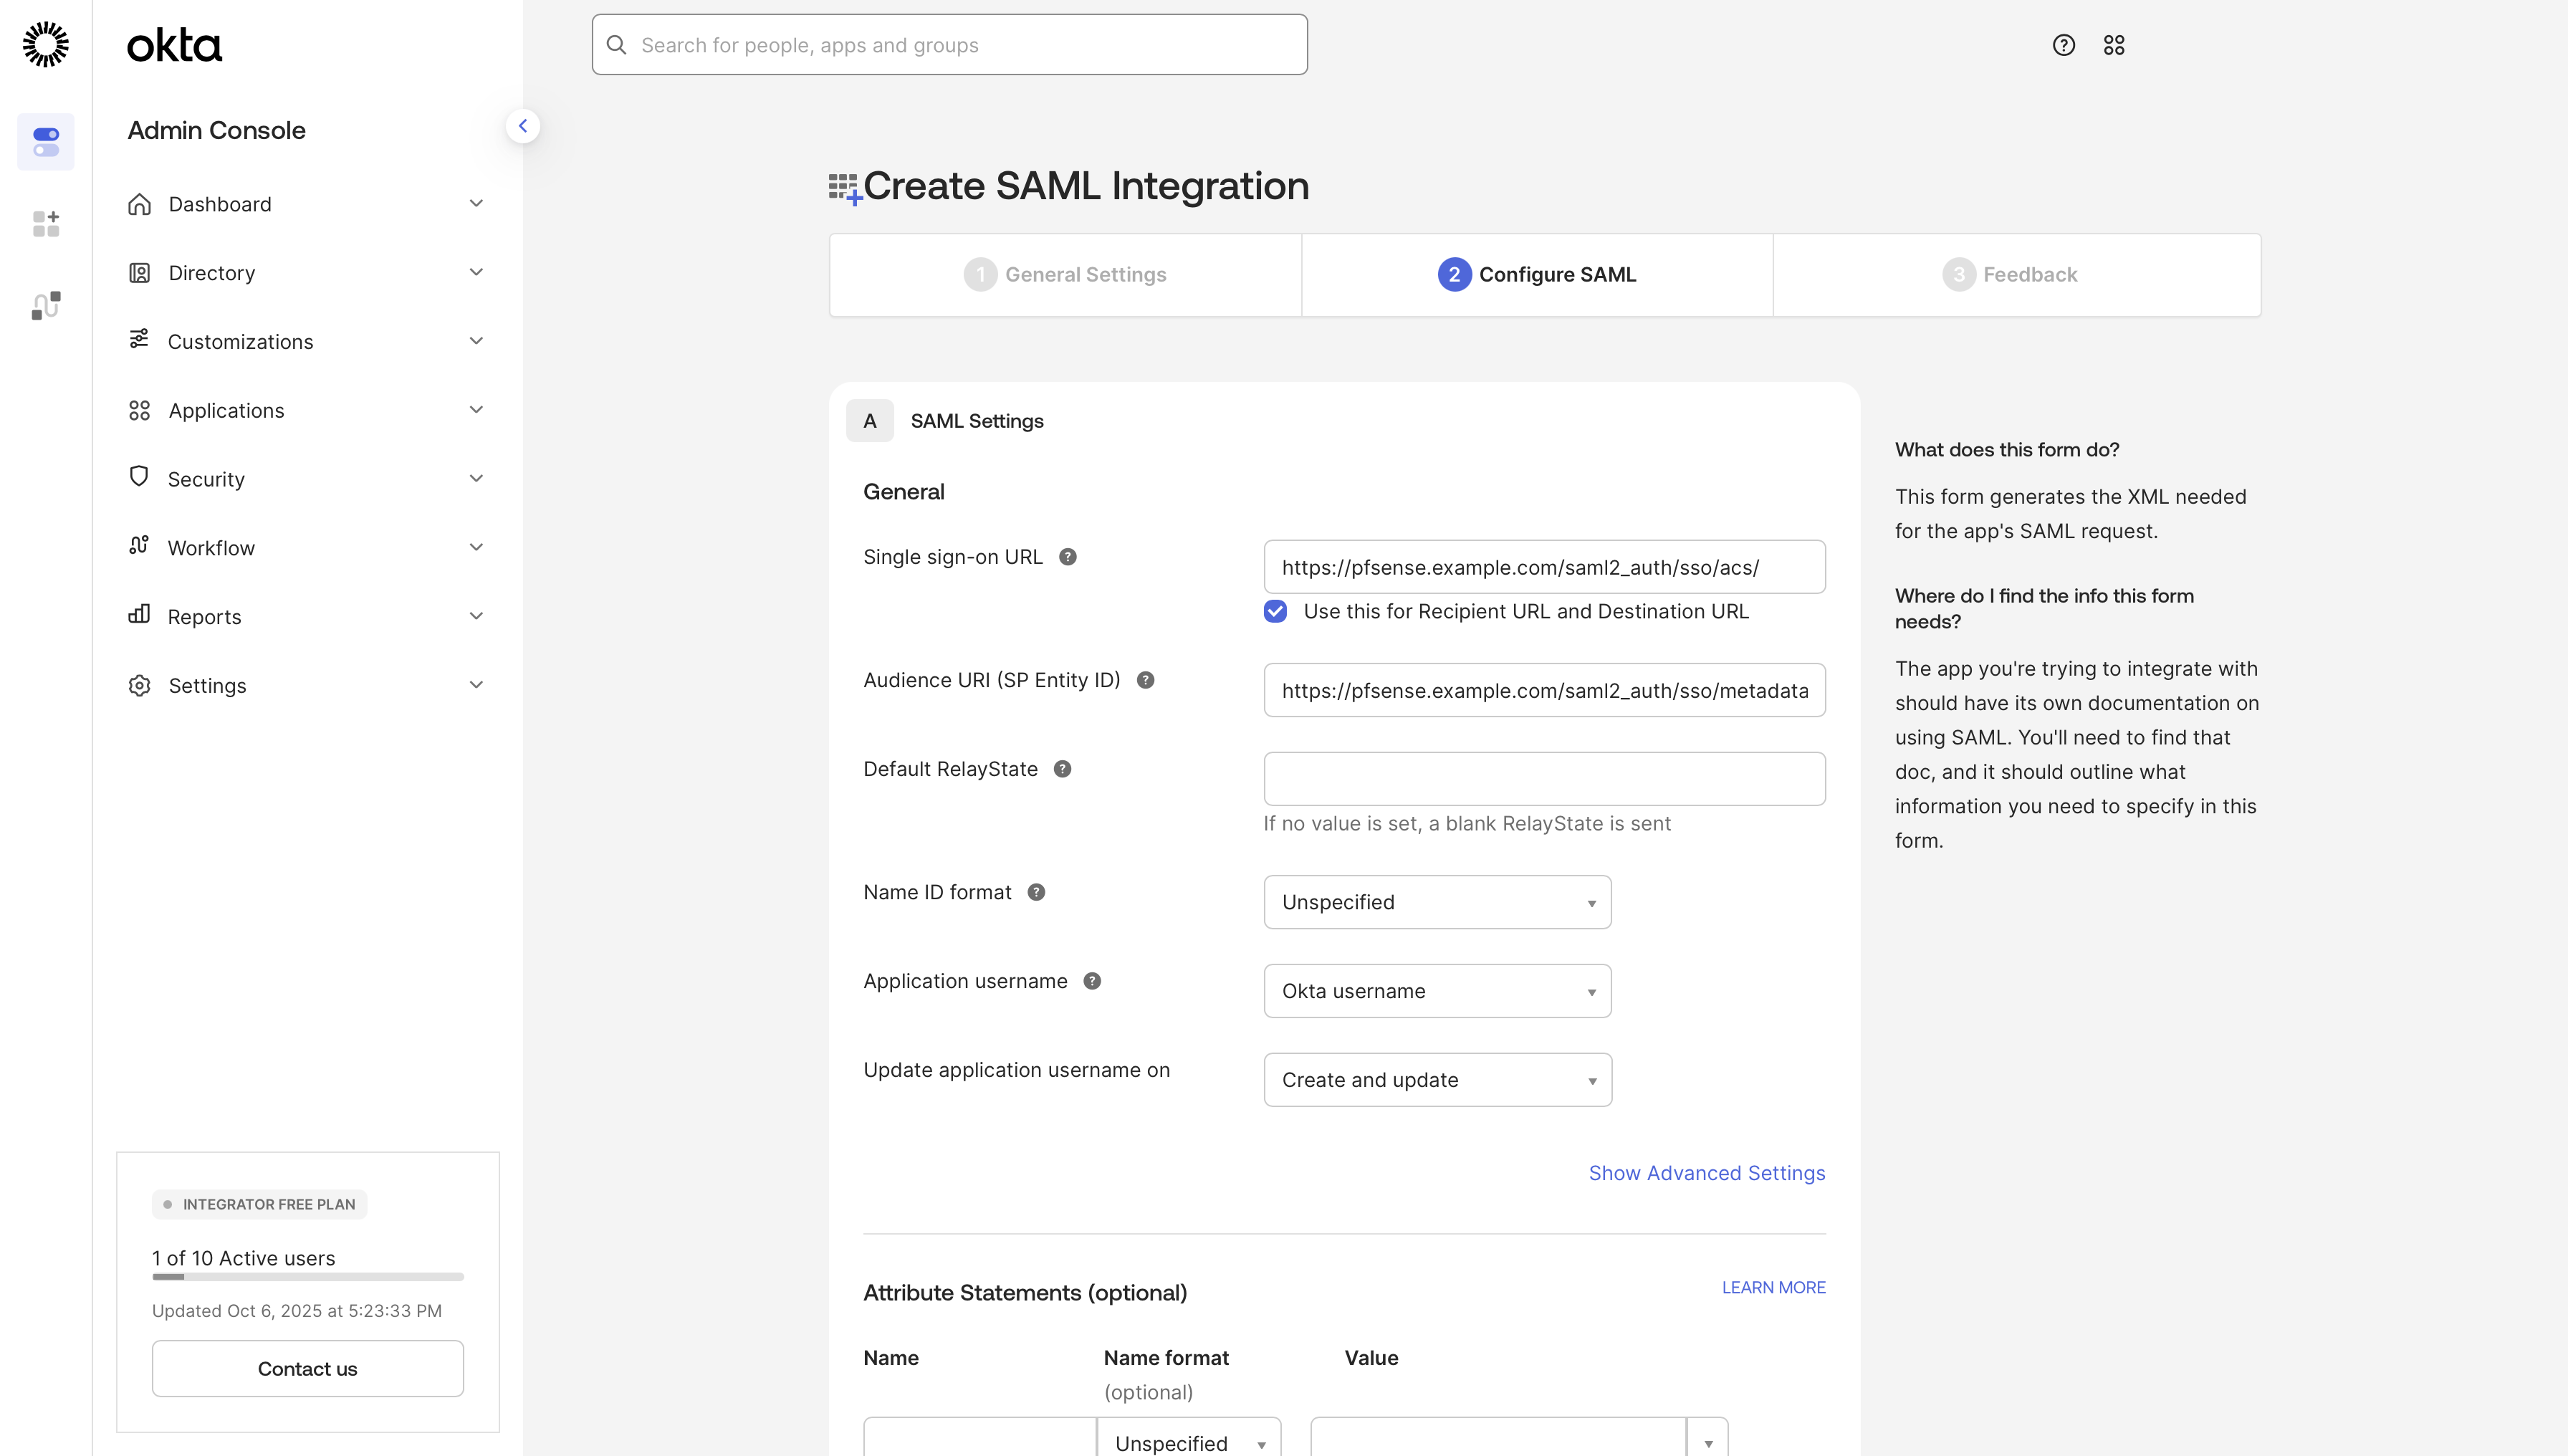 okta
Admin Console
Dashboard
Directory
Customizations
Applications
Security
Workflow
Reports
Settings
INTEGRATOR FREE PLAN
1 of 10 Active users
Updated Oct 6, 2025 at 5:23:33 PM
Contact us
Search for people, apps and groups
Create SAML Integration
1 General Settings
2 Configure SAML
3 Feedback
A SAML Settings
General
Single sign-on URL ?
https://pfsense.example.com/saml2_auth/sso/acs/
Use this for Recipient URL and Destination URL
Audience URI (SP Entity ID) ?
https://pfsense.example.com/saml2_auth/sso/metadata
Default RelayState ?
If no value is set, a blank RelayState is sent
Name ID format ?
Unspecified
Application username ?
Okta username
Update application username on
Create and update
Show Advanced Settings
Attribute Statements (optional)
LEARN MORE
Name
Name format
(optional)
Value
Unspecified
What does this form do?
This form generates the XML needed
for the app's SAML request.
Where do I find the info this form
needs?
The app you're trying to integrate with
should have its own documentation on
using SAML. You'll need to find that
doc, and it should outline what
information you need to specify in this
form.